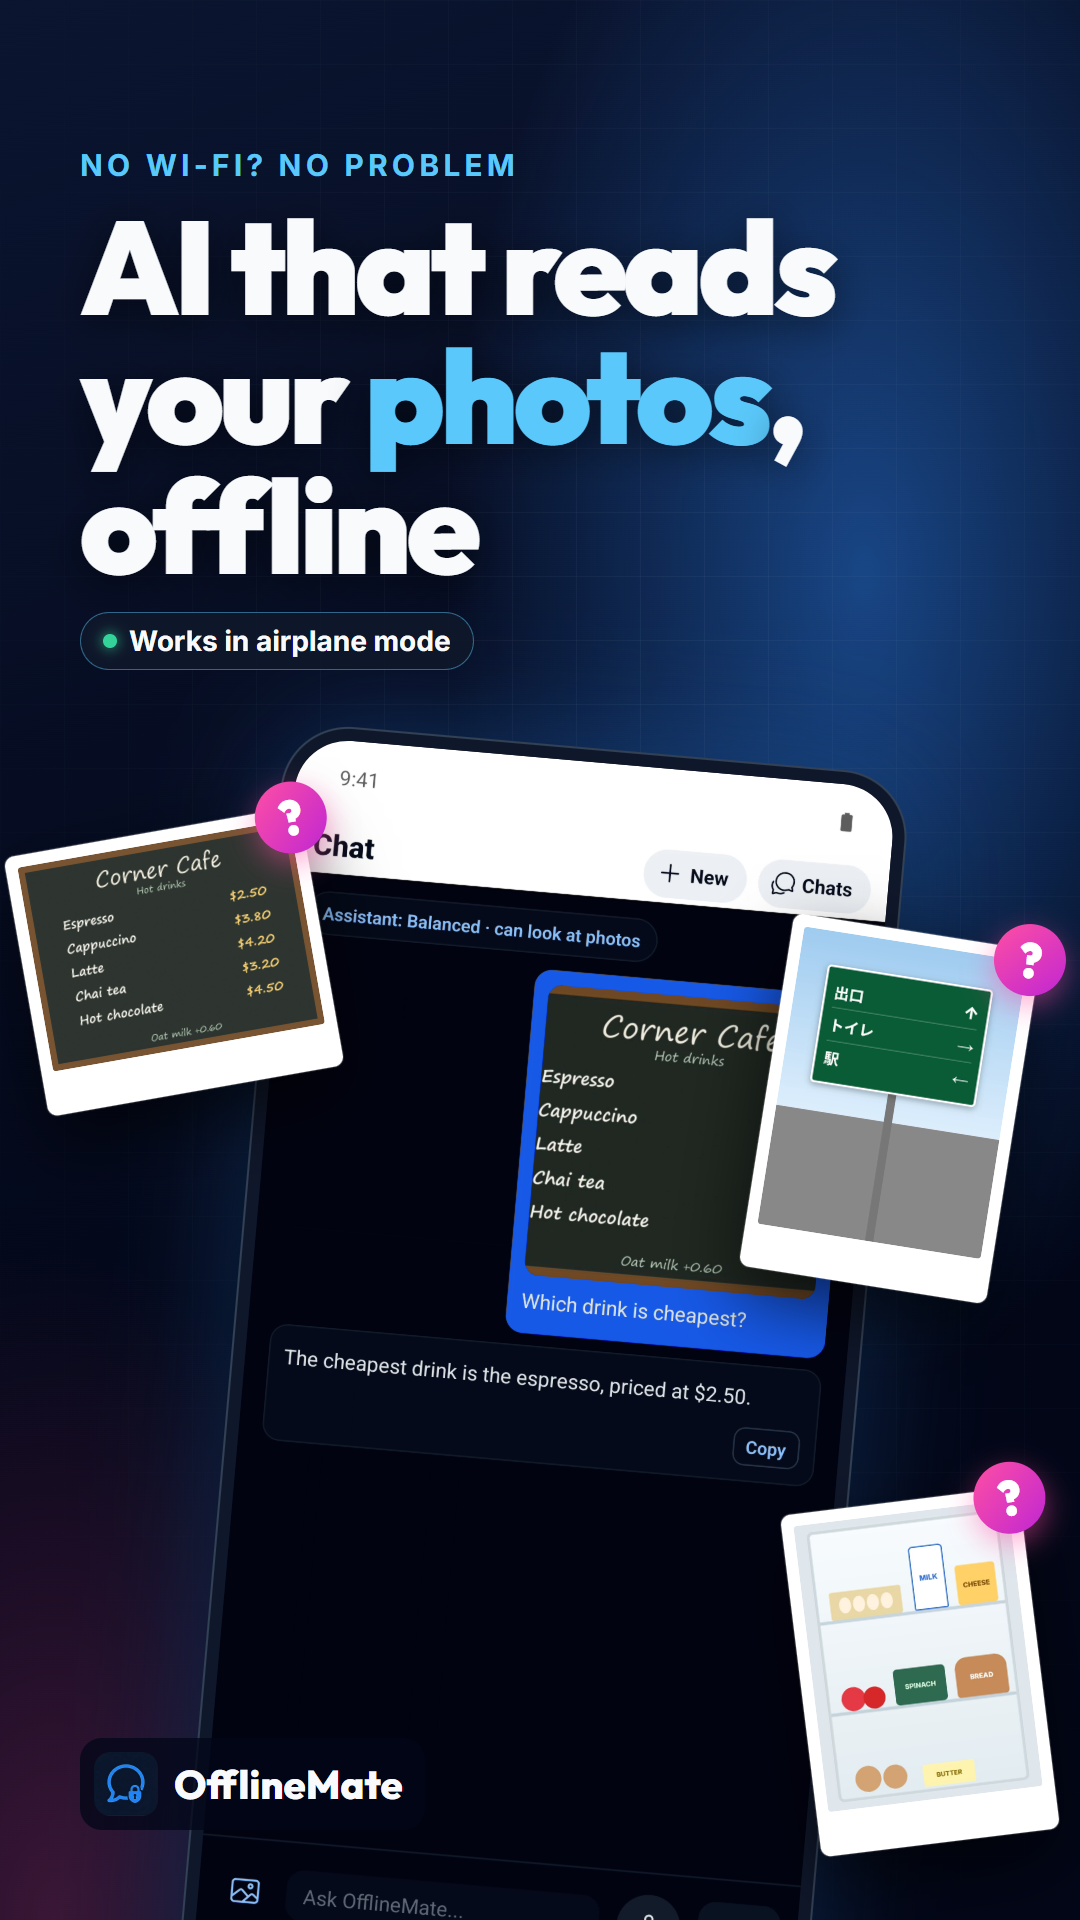 NO WI-FI? NO PROBLEM
AI that reads
your photos,
offline
Works in airplane mode
9:41
Chat
New
Chats
Assistant: Balanced · can look at photos
?
Corner Cafe
Hot drinks
Espresso $2.50
Cappuccino $3.80
Latte $4.20
Chai tea $3.20
Hot chocolate $4.50
Oat milk +0.60
Corner Cafe
Hot drinks
Espresso
Cappuccino
Latte
Chai tea
Hot chocolate
Oat milk +0.60
Which drink is cheapest?
?
出口 ↑
トイレ →
駅 ←
The cheapest drink is the espresso, priced at $2.50.
Copy
?
MILK
CHEESE
SPINACH
BREAD
BUTTER
OfflineMate
Ask OfflineMate...